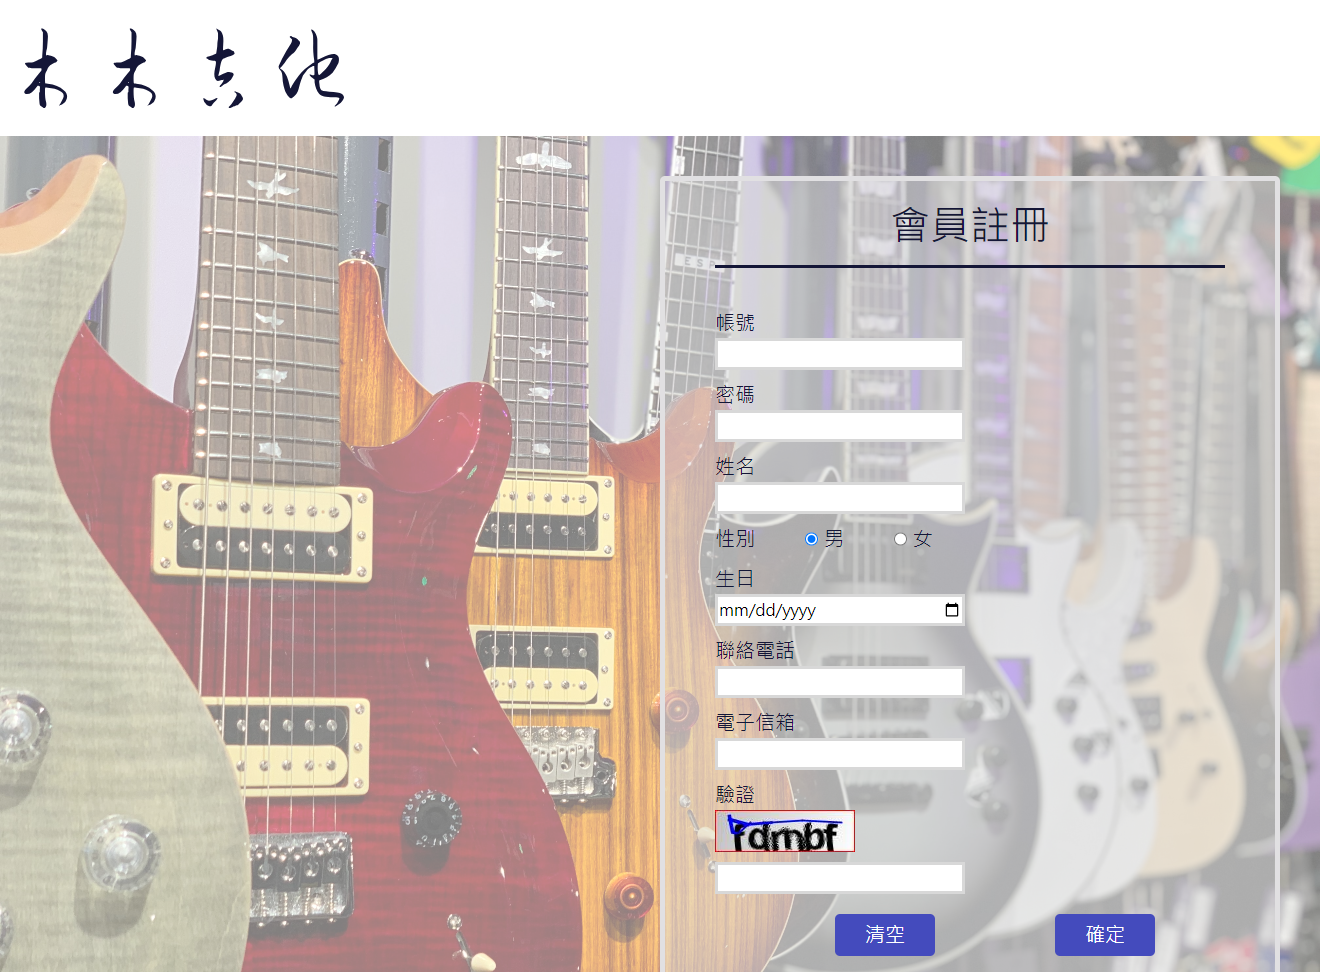 木木吉他
會員註冊
ESP
帳號
密碼
姓名
性別 男 女
生日
mm/dd/yyyy
聯絡電話
電子信箱
驗證
fdmbf
清空 確定